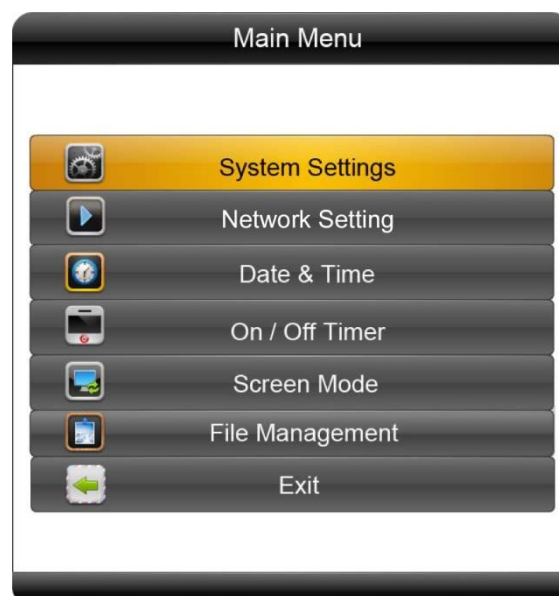 Main Menu
System Settings
Network Setting
Date & Time
On / Off Timer
Screen Mode
File Management
Exit